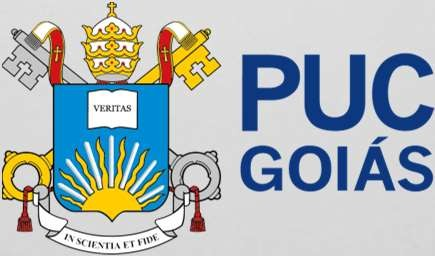 VERITAS
IN SCIENTIA ET FIDE
PUC
GOIÁS